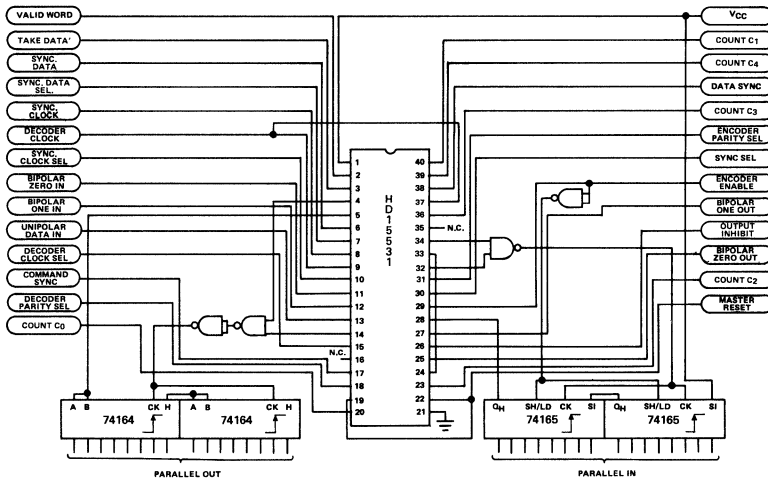 VALID WORD
TAKE DATA'
SYNC. DATA
SYNC. DATA SEL.
SYNC. CLOCK
DECODER CLOCK
SYNC. CLOCK SEL
BIPOLAR ZERO IN
BIPOLAR ONE IN
UNIPOLAR DATA IN
DECODER CLOCK SEL
COMMAND SYNC
DECODER PARITY SEL
COUNT C0
VCC
COUNT C1
COUNT C4
DATA SYNC
COUNT C3
ENCODER PARITY SEL
SYNC SEL
ENCODER ENABLE
BIPOLAR ONE OUT
OUTPUT INHIBIT
BIPOLAR ZERO OUT
COUNT C2
MASTER RESET
HD15531
1 40
2 39
3 38
4 37
5 36
6 35 N.C.
7 34
8 33
9 32
10 31
11 30
12 29
13 28
14 27
15 26
N.C. 16 25
17 24
18 23
19 22
20 21
A B CK H A B CK H
74164 74164
PARALLEL OUT
QH SH/LD CK SI QH SH/LD CK SI
74165 74165
PARALLEL IN